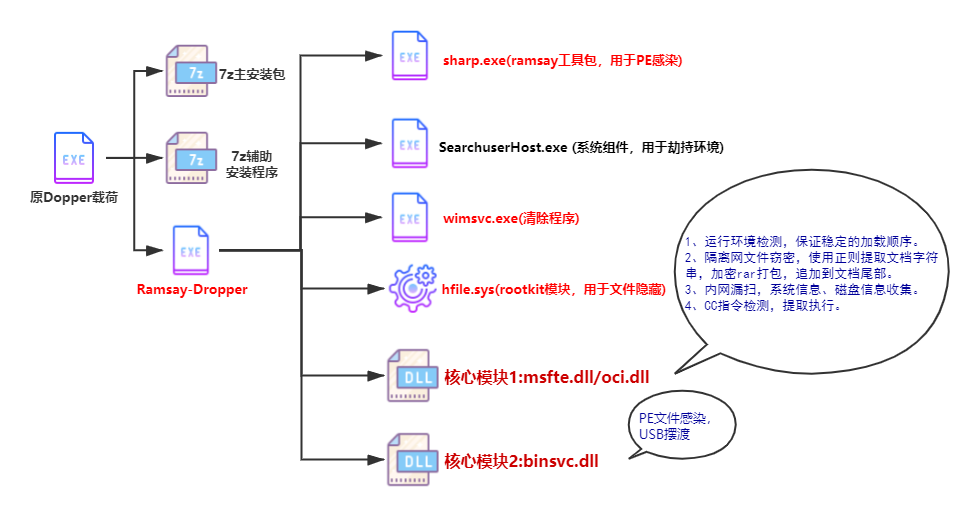 EXE
原Dopper载荷
7z
7z主安装包
7z
7z辅助
安装程序
EXE
Ramsay-Dropper
EXE
sharp.exe(ramsay工具包，用于PE感染)
EXE
SearchuserHost.exe (系统组件，用于劫持环境)
EXE
wimsvc.exe(清除程序)
hfile.sys(rootkit模块，用于文件隐藏)
DLL
核心模块1:msfte.dll/oci.dll
1、运行环境检测，保证稳定的加载顺序。
2、隔离网文件窃密，使用正则提取文档字符
串，加密rar打包，追加到文档尾部。
3、内网漏扫，系统信息、磁盘信息收集。
4、CC指令检测，提取执行。
DLL
核心模块2:binsvc.dll
PE文件感染，
USB摆渡